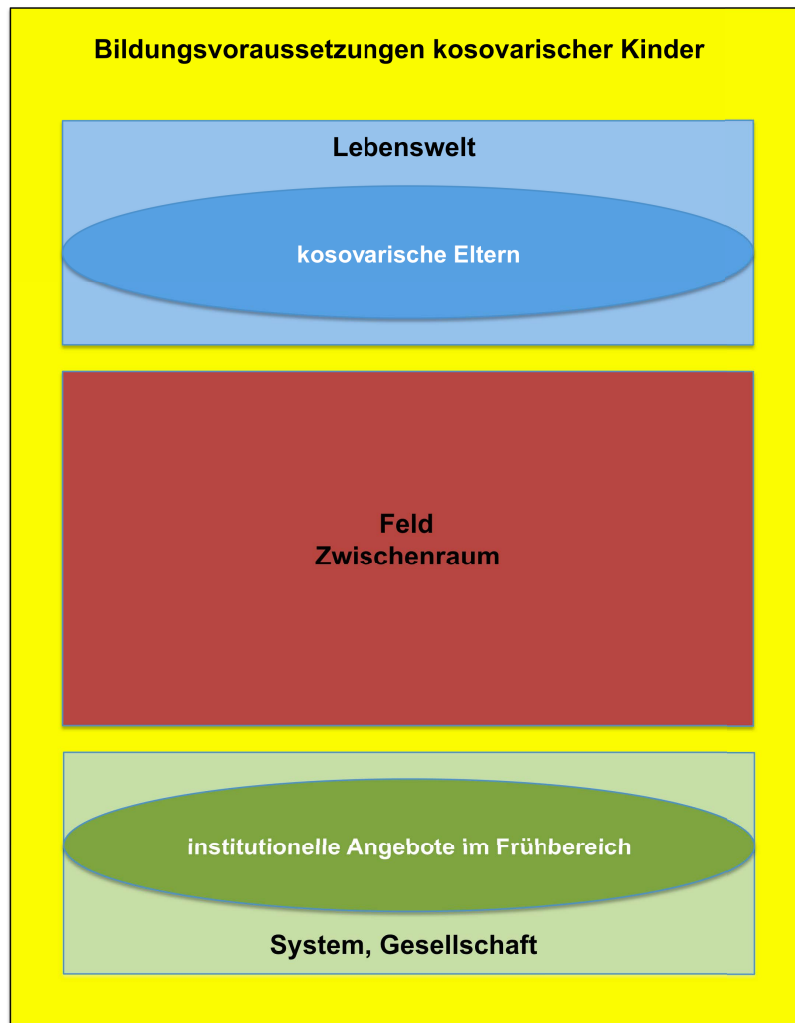 Bildungsvoraussetzungen kosovarischer Kinder
Lebenswelt
kosovarische Eltern
Feld
Zwischenraum
institutionelle Angebote im Frühbereich
System, Gesellschaft